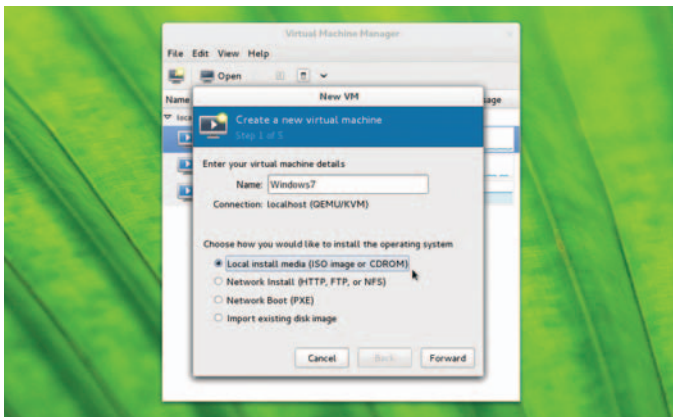 Virtual Machine Manager
File Edit View Help
Open
Name
New VM
Create a new virtual machine
Step 1 of 5
Enter your virtual machine details
Name: Windows7
Connection: localhost (QEMU/KVM)
Choose how you would like to install the operating system
Local install media (ISO image or CDROM)
Network Install (HTTP, FTP, or NFS)
Network Boot (PXE)
Import existing disk image
Cancel Back Forward